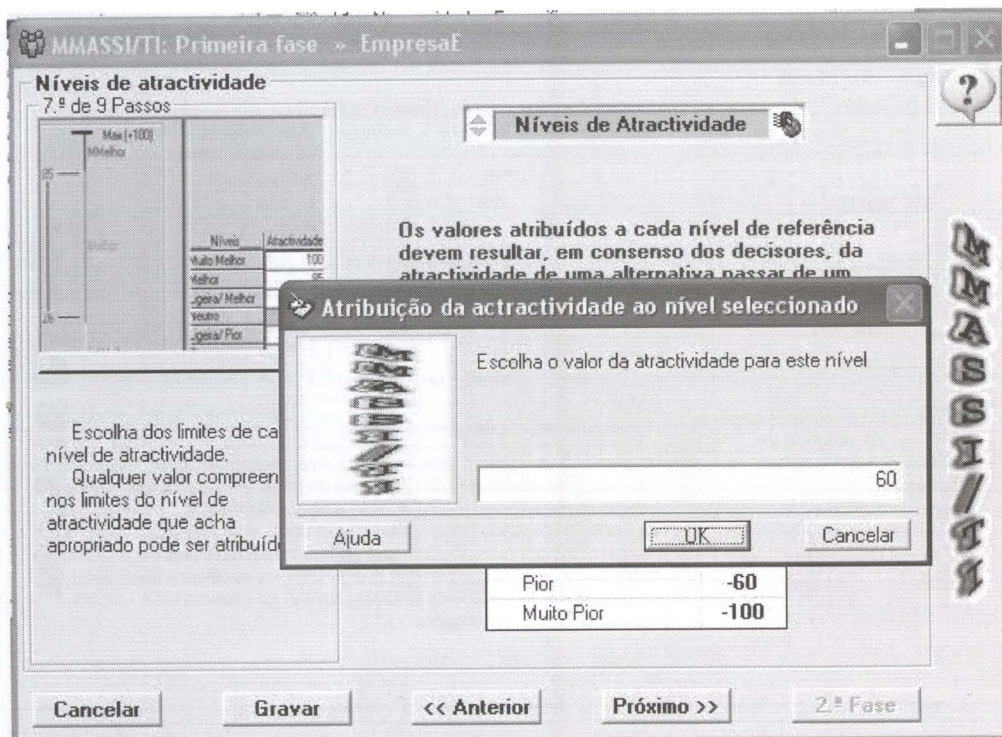 MMASSI/TI: Primeira fase » EmpresaE
Níveis de atractividade
7.ª de 9 Passos
Max [+100]
MMelhor
Melhor
Níveis Atractividade
Muito Melhor 100
Melhor
Ligeira/ Melhor
Neutro
Ligeira/ Pior
Níveis de Atractividade
?
Os valores atribuídos a cada nível de referência
devem resultar, em consenso dos decisores, da
atractividade de uma alternativa passar de um
Atribuição da actractividade ao nível seleccionado
Escolha o valor da atractividade para este nível
60
Ajuda
OK
Cancelar
Escolha dos limites de ca
nível de atractividade.
Qualquer valor compreen
nos limites do nível de
atractividade que acha
apropriado pode ser atribuíd
Pior -60
Muito Pior -100
MMASSI/TI
Cancelar
Gravar
<< Anterior
Próximo >>
2.ª Fase